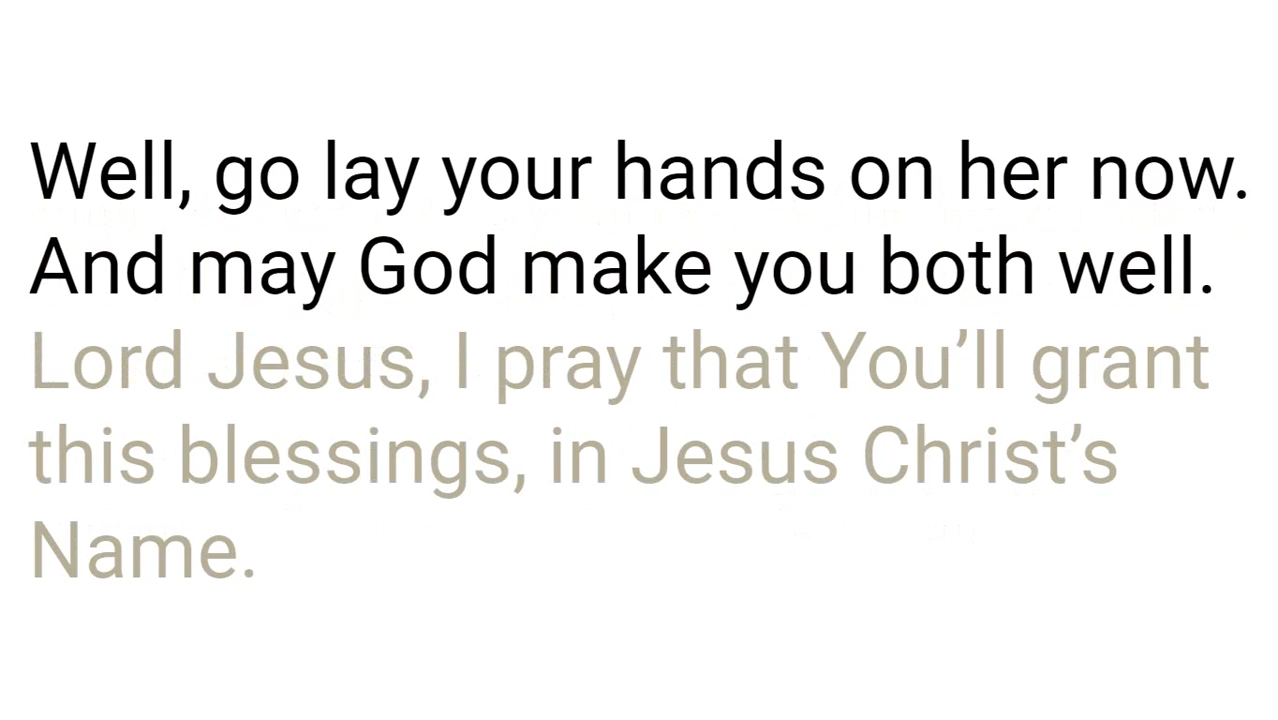 Well, go lay your hands on her now.
And may God make you both well.
Lord Jesus, I pray that You’ll grant
this blessings, in Jesus Christ’s
Name.